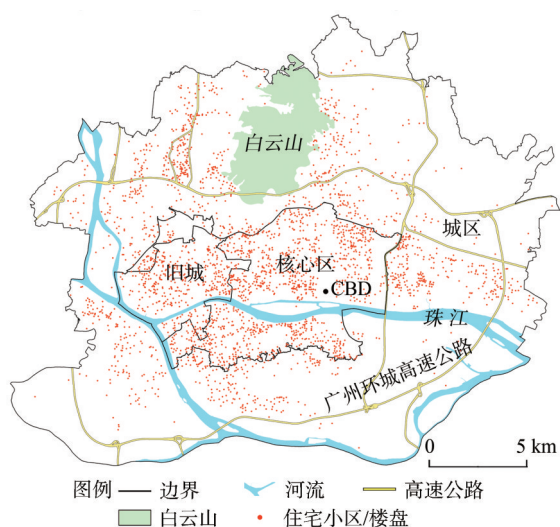 白云山
城区
旧城
核心区
CBD
珠江
广州环城高速公路
0 5 km
图例 边界 河流 高速公路
白云山 住宅小区/楼盘